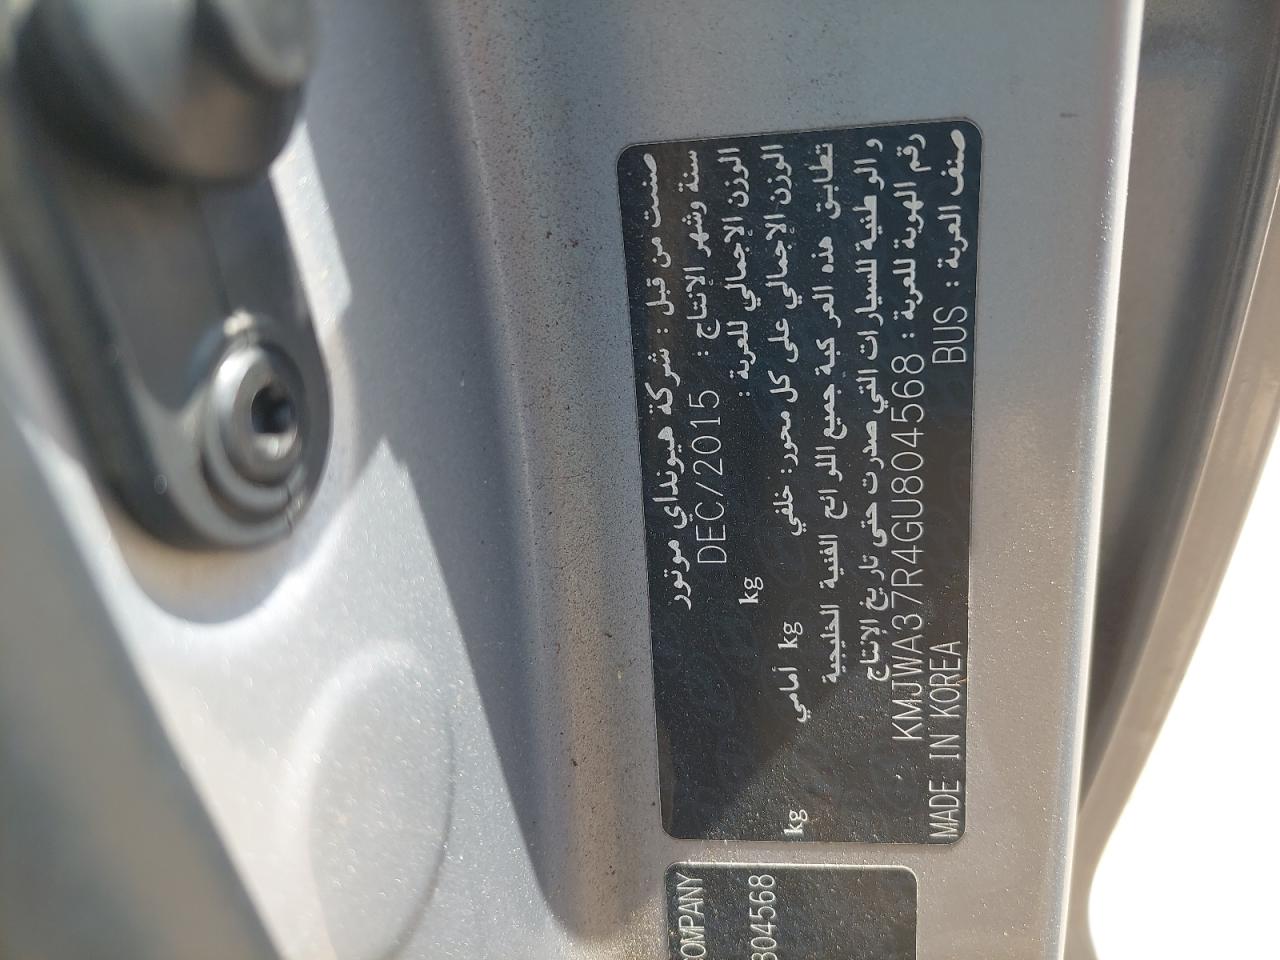 صنعت من قبل : شركة هيونداي موتور
سنة وشهر الإنتاج : DEC/2015
الوزن الإجمالي للعربة : kg
الوزن الإجمالي على كل محور: خلفي kg أمامي kg
تطابق هذه العركبة جميع اللوائح الفنية الخليجية
و الوطنية للسيارات التي صدرت حتى تاريخ الإنتاج
رقم الهوية للعربة : KMJWA37R4GU804568
صنف العربة : BUS MADE IN KOREA
COMPANY
804568